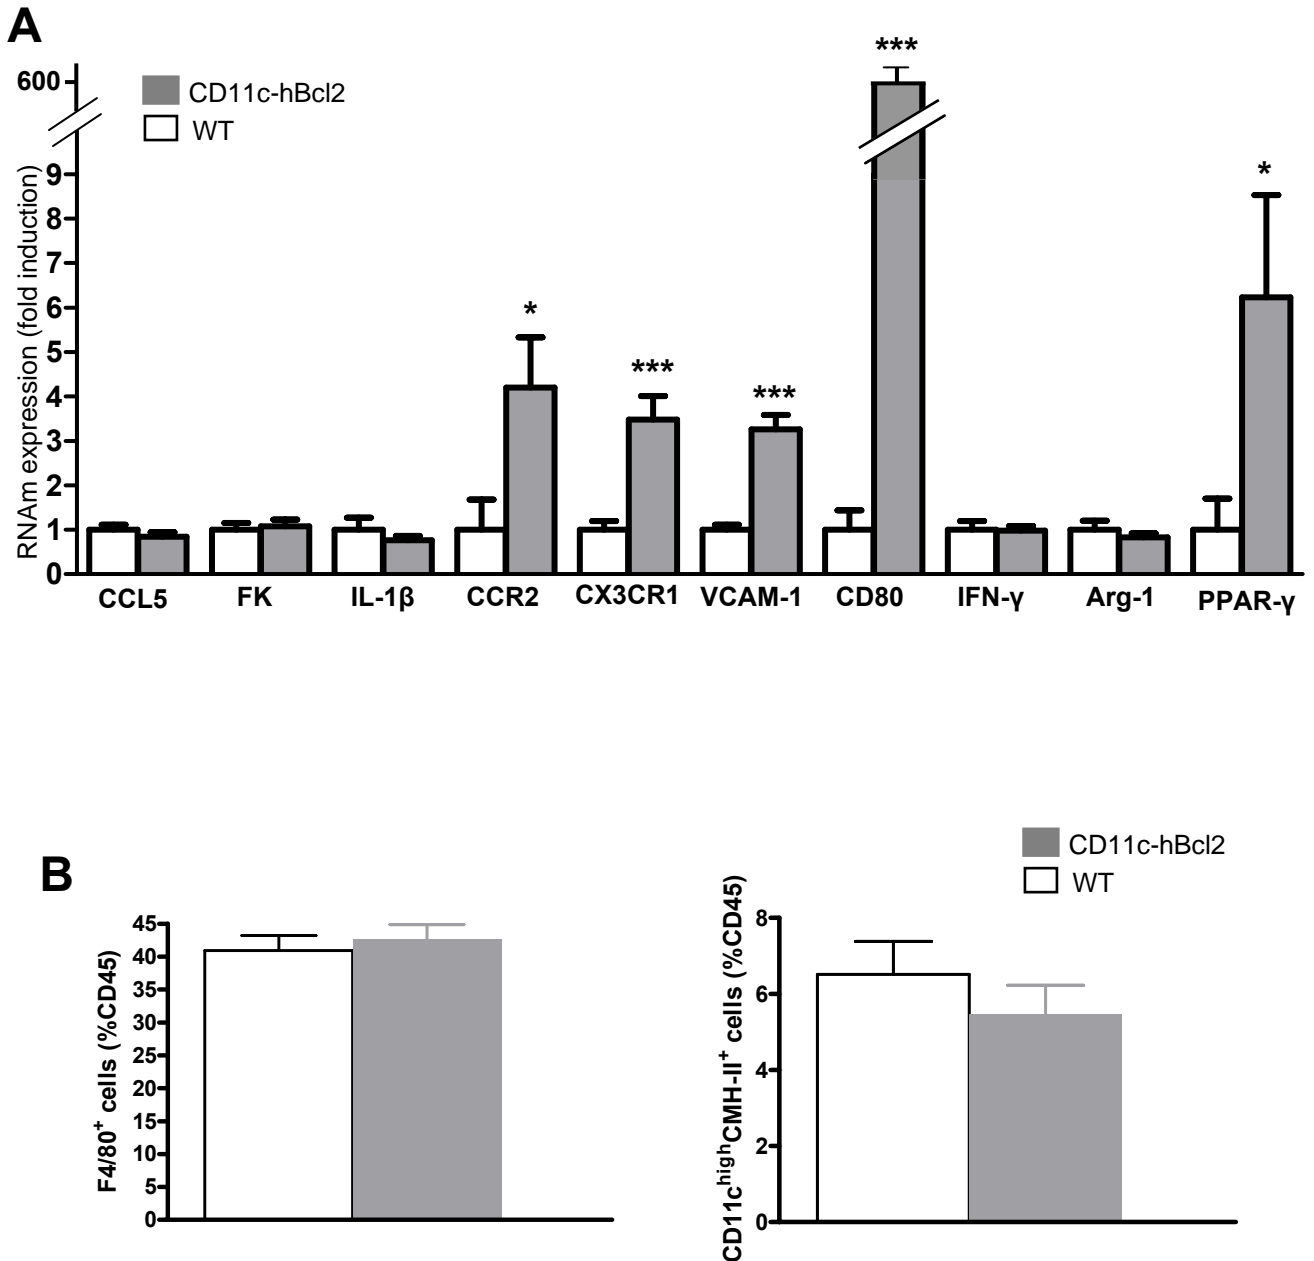 A
***
600
CD11c-hBcl2
WT
RNAm expression (fold induction)
9
8
7
6
5
4
3
2
1
0
*
***
***
*
CCL5
FK
IL-1β
CCR2
CX3CR1
VCAM-1
CD80
IFN-γ
Arg-1
PPAR-γ
B
F4/80+ cells (%CD45)
45
40
35
30
25
20
15
10
5
0
CD11c-hBcl2
WT
CD11chighCMH-II+ cells (%CD45)
8
6
4
2
0